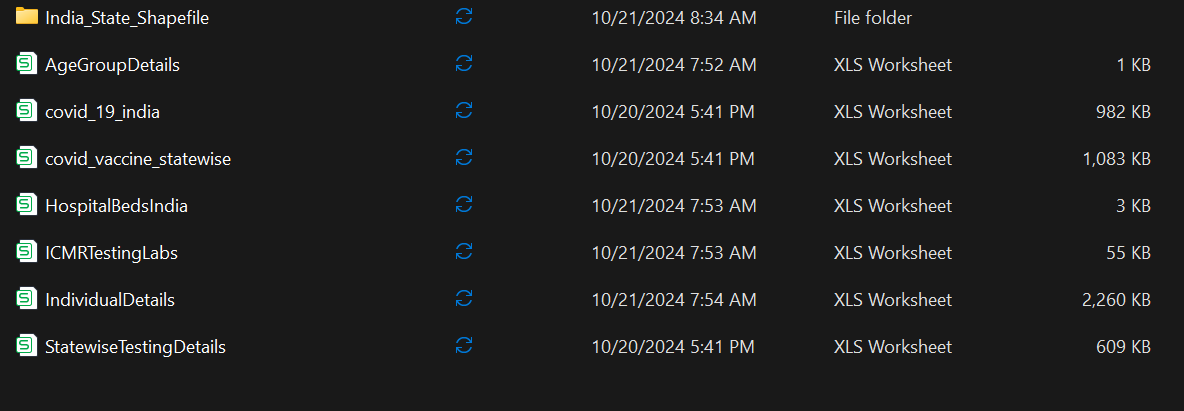 India_State_Shapefile 10/21/2024 8:34 AM File folder
AgeGroupDetails 10/21/2024 7:52 AM XLS Worksheet 1 KB
covid_19_india 10/20/2024 5:41 PM XLS Worksheet 982 KB
covid_vaccine_statewise 10/20/2024 5:41 PM XLS Worksheet 1,083 KB
HospitalBedsIndia 10/21/2024 7:53 AM XLS Worksheet 3 KB
ICMRTestingLabs 10/21/2024 7:53 AM XLS Worksheet 55 KB
IndividualDetails 10/21/2024 7:54 AM XLS Worksheet 2,260 KB
StatewiseTestingDetails 10/20/2024 5:41 PM XLS Worksheet 609 KB